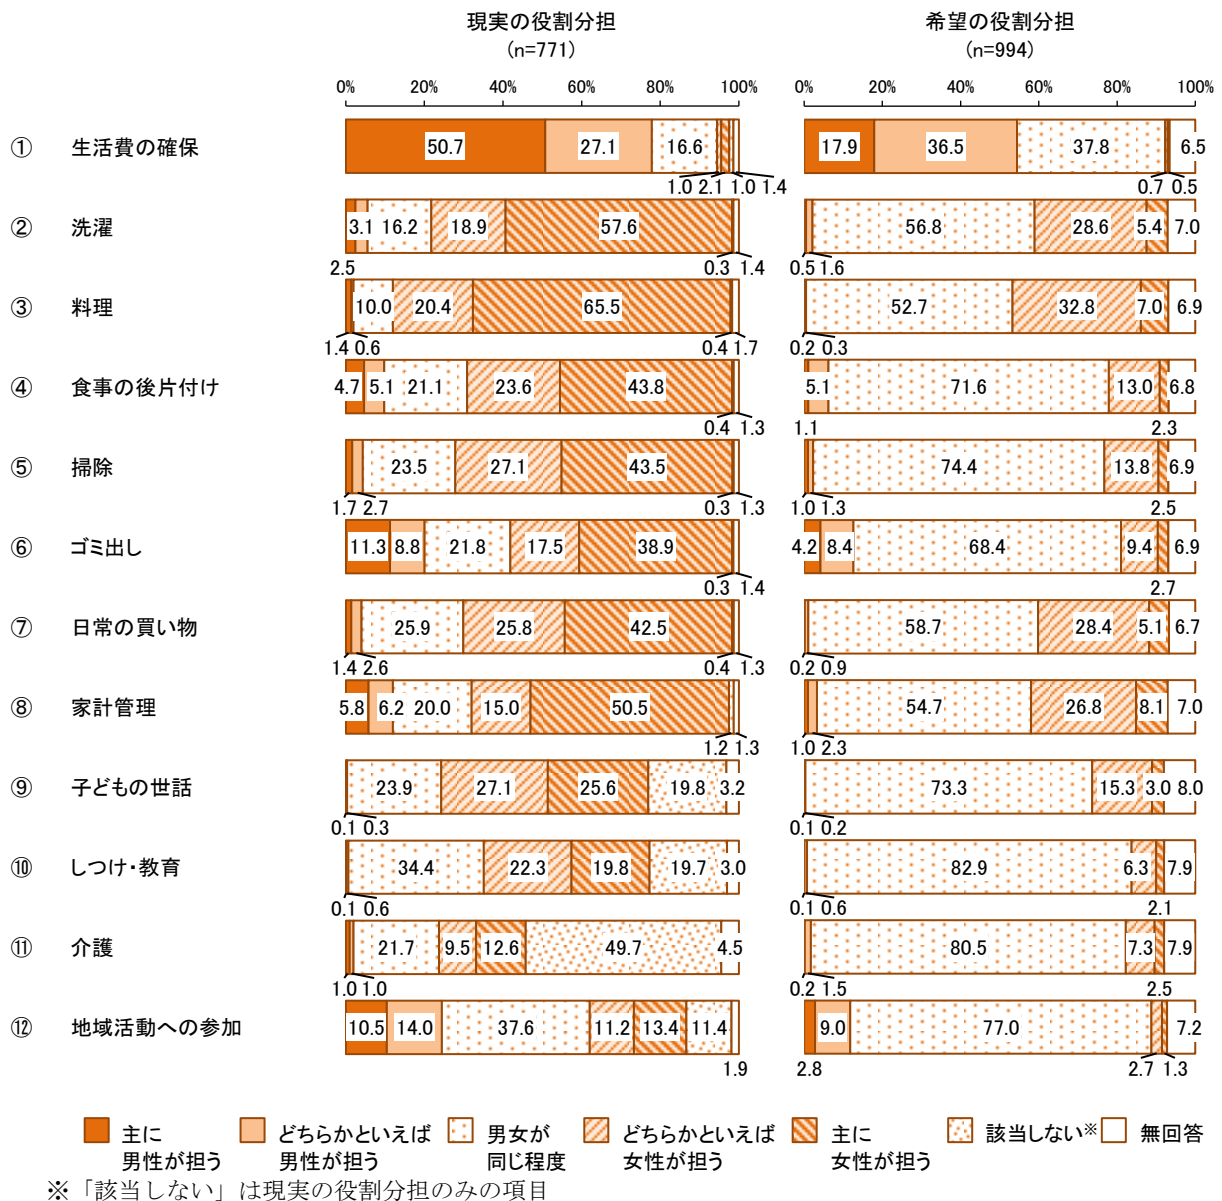 現実の役割分担
(n=771)
希望の役割分担
(n=994)
0% 20% 40% 60% 80% 100%
0% 20% 40% 60% 80% 100%
① 生活費の確保 50.7 27.1 16.6 17.9 36.5 37.8 6.5
1.0 2.1 1.0 1.4 0.7 0.5
② 洗濯 3.1 16.2 18.9 57.6 56.8 28.6 5.4 7.0
2.5 0.3 1.4 0.5 1.6
③ 料理 10.0 20.4 65.5 52.7 32.8 7.0 6.9
1.4 0.6 0.4 1.7 0.2 0.3
④ 食事の後片付け 4.7 5.1 21.1 23.6 43.8 5.1 71.6 13.0 6.8
0.4 1.3 1.1 2.3
⑤ 掃除 23.5 27.1 43.5 74.4 13.8 6.9
1.7 2.7 0.3 1.3 1.0 1.3 2.5
⑥ ゴミ出し 11.3 8.8 21.8 17.5 38.9 4.2 8.4 68.4 9.4 6.9
0.3 1.4 2.7
⑦ 日常の買い物 25.9 25.8 42.5 58.7 28.4 5.1 6.7
1.4 2.6 0.4 1.3 0.2 0.9
⑧ 家計管理 5.8 6.2 20.0 15.0 50.5 54.7 26.8 8.1 7.0
1.2 1.3 1.0 2.3
⑨ 子どもの世話 23.9 27.1 25.6 19.8 3.2 73.3 15.3 3.0 8.0
0.1 0.3 0.1 0.2
⑩ しつけ・教育 34.4 22.3 19.8 19.7 3.0 82.9 6.3 7.9
0.1 0.6 0.1 0.6 2.1
⑪ 介護 21.7 9.5 12.6 49.7 4.5 80.5 7.3 7.9
1.0 1.0 0.2 1.5 2.5
⑫ 地域活動への参加 10.5 14.0 37.6 11.2 13.4 11.4 9.0 77.0 7.2
1.9 2.8 2.7 1.3
主に
男性が担う
どちらかといえば
男性が担う
男女が
同じ程度
どちらかといえば
女性が担う
主に
女性が担う
該当しない※
無回答
※「該当しない」は現実の役割分担のみの項目